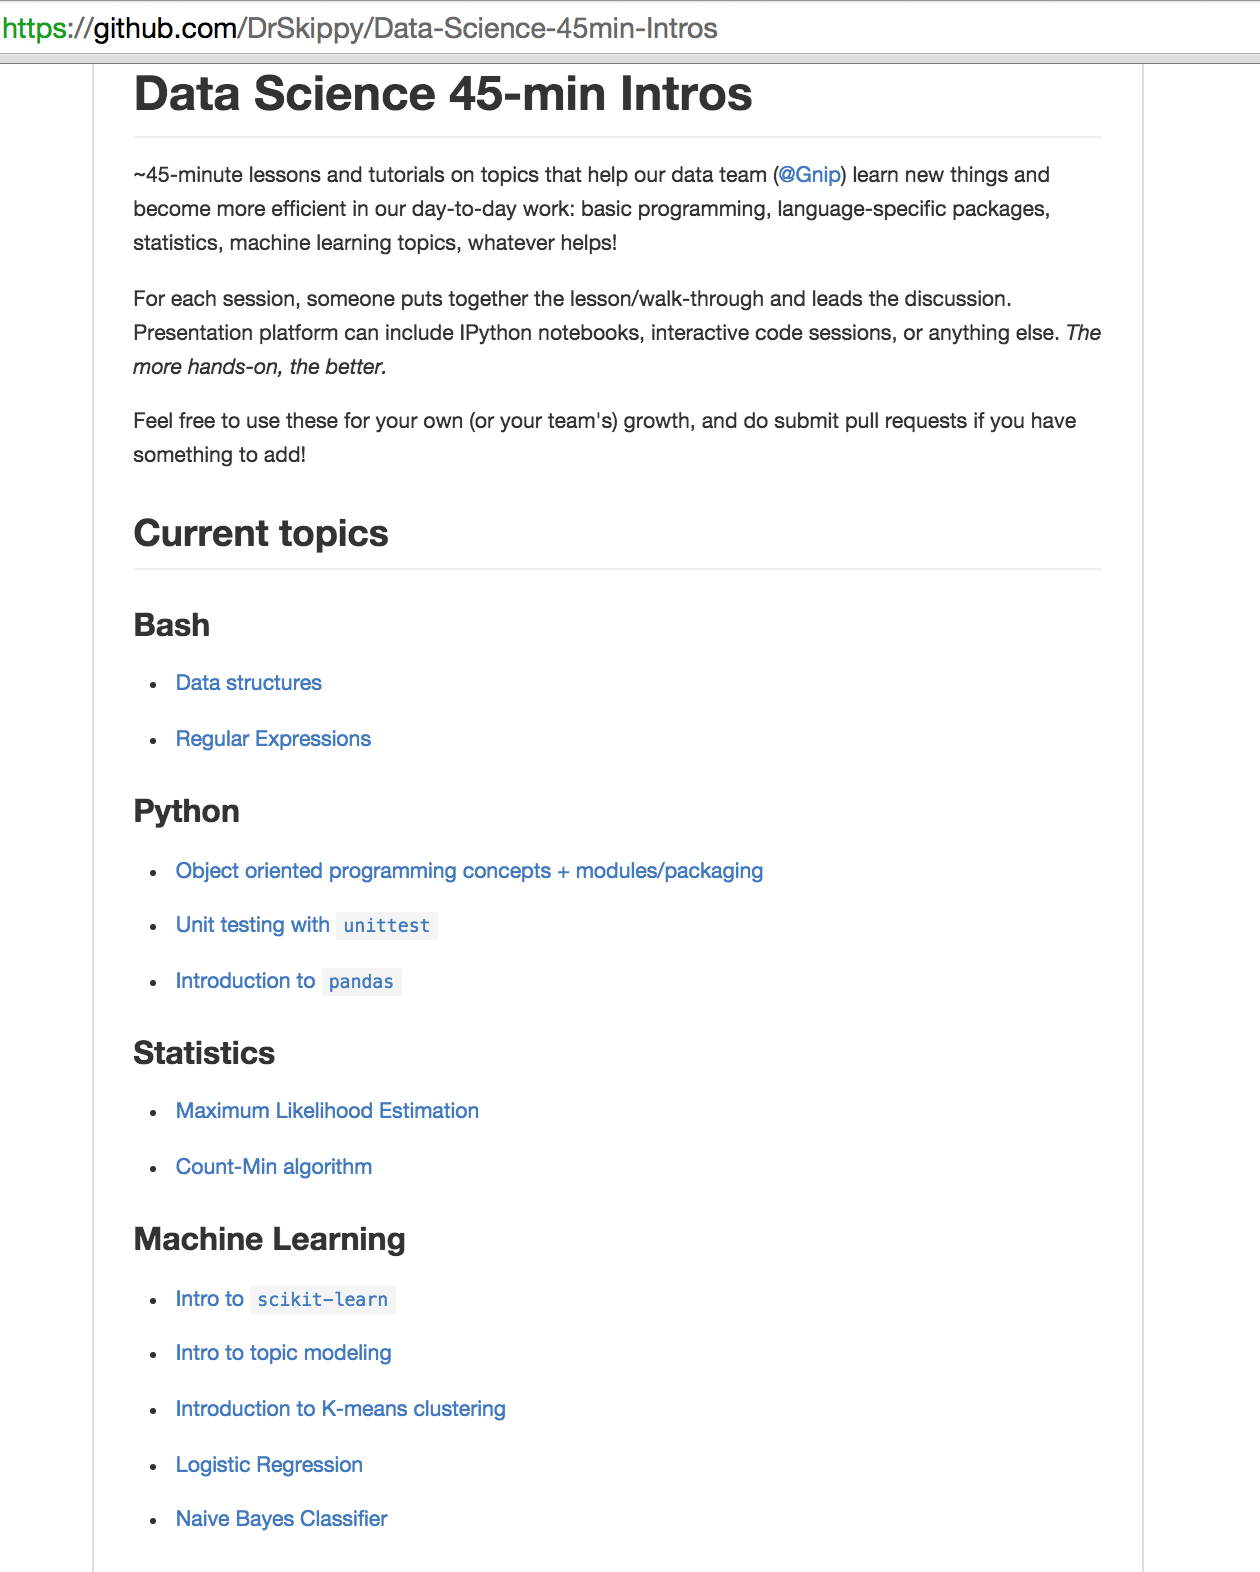 https://github.com/DrSkippy/Data-Science-45min-Intros
Data Science 45-min Intros
~45-minute lessons and tutorials on topics that help our data team (@Gnip) learn new things and
become more efficient in our day-to-day work: basic programming, language-specific packages,
statistics, machine learning topics, whatever helps!
For each session, someone puts together the lesson/walk-through and leads the discussion.
Presentation platform can include IPython notebooks, interactive code sessions, or anything else. The
more hands-on, the better.
Feel free to use these for your own (or your team's) growth, and do submit pull requests if you have
something to add!
Current topics
Bash
• Data structures
• Regular Expressions
Python
• Object oriented programming concepts + modules/packaging
• Unit testing with unittest
• Introduction to pandas
Statistics
• Maximum Likelihood Estimation
• Count-Min algorithm
Machine Learning
• Intro to scikit-learn
• Intro to topic modeling
• Introduction to K-means clustering
• Logistic Regression
• Naive Bayes Classifier